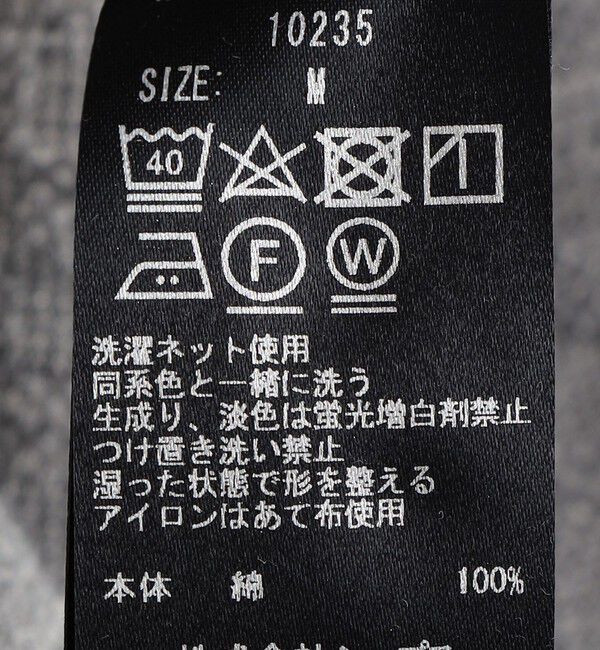 10235
SIZE: M
40
F W
洗濯ネット使用
同系色と一緒に洗う
生成り、淡色は蛍光増白剤禁止
つけ置き洗い禁止
湿った状態で形を整える
アイロンはあて布使用
本体 綿 100%